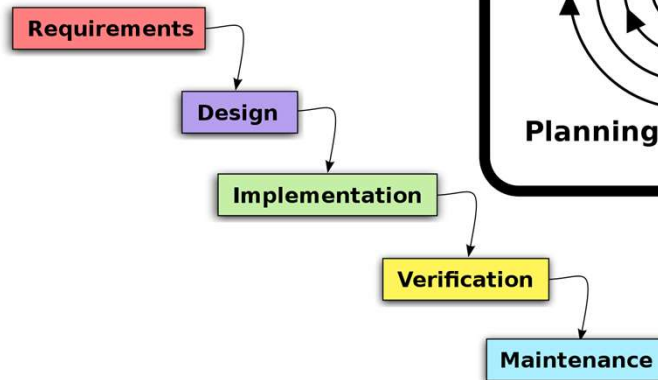 Requirements
Design
Planning
Implementation
Verification
Maintenance